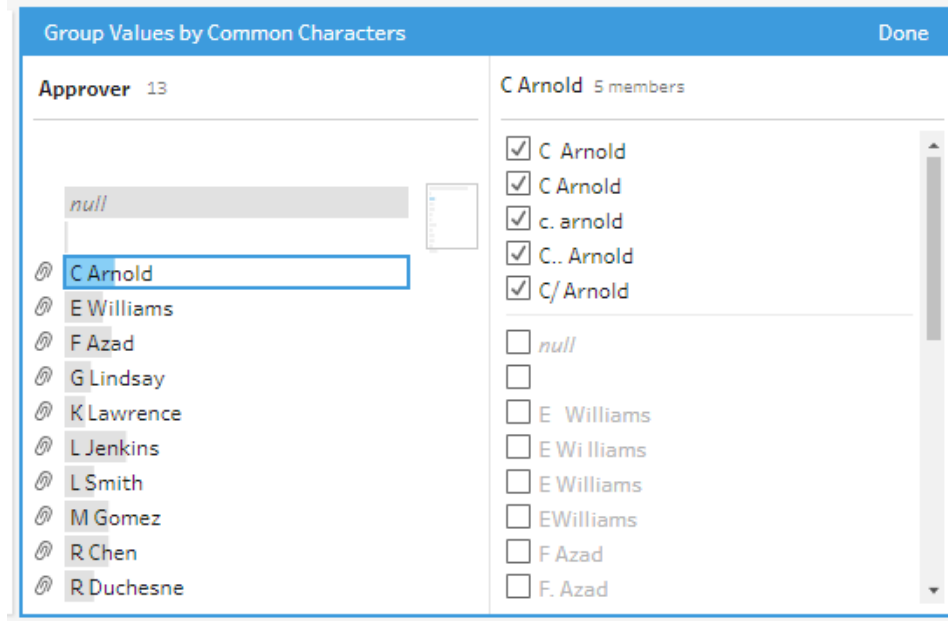 Group Values by Common Characters Done
Approver 13
null
C Arnold
E Williams
F Azad
G Lindsay
K Lawrence
L Jenkins
L Smith
M Gomez
R Chen
R Duchesne
C Arnold 5 members
C  Arnold
C Arnold
c. arnold
C.. Arnold
C/ Arnold
null
E  Williams
E Wi lliams
E Williams
EWilliams
F Azad
F. Azad